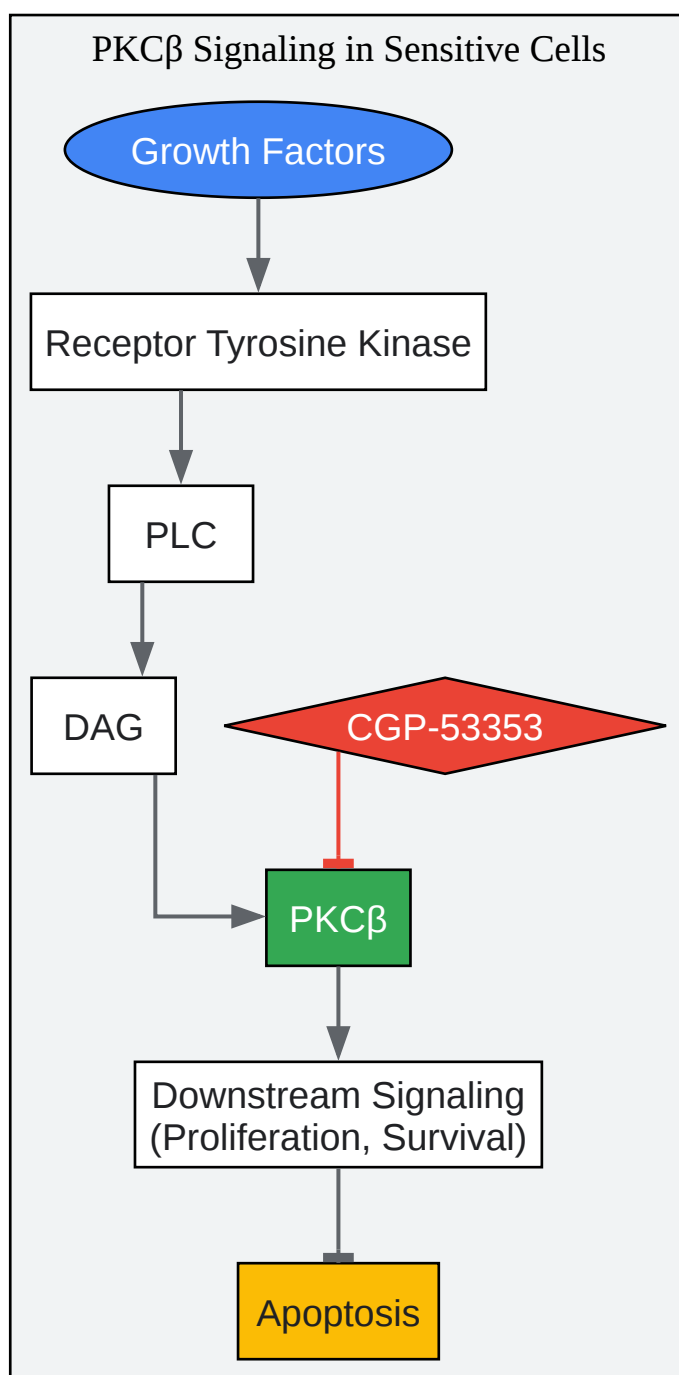 PKCβ Signaling in Sensitive Cells
Growth Factors
Receptor Tyrosine Kinase
PLC
DAG
CGP-53353
PKCβ
Downstream Signaling
(Proliferation, Survival)
Apoptosis